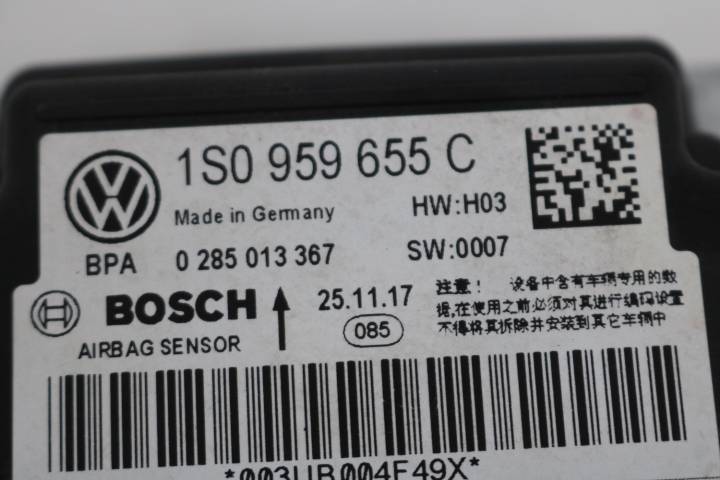 1S0 959 655 C
Made in Germany
HW:H03
BPA 0 285 013 367
SW:0007
BOSCH
25.11.17
AIRBAG SENSOR
085
注意! 设备中含有车辆专用的数
据,在使用之前必须对其进行编码设置
不得将其拆除并安装到其它车辆中
*003UB004F49X*